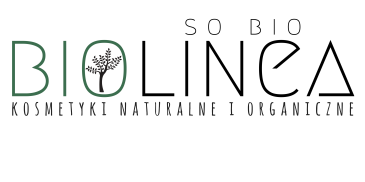 SO BIO
BIOLINEA
KOSMETYKI NATURALNE I ORGANICZNE